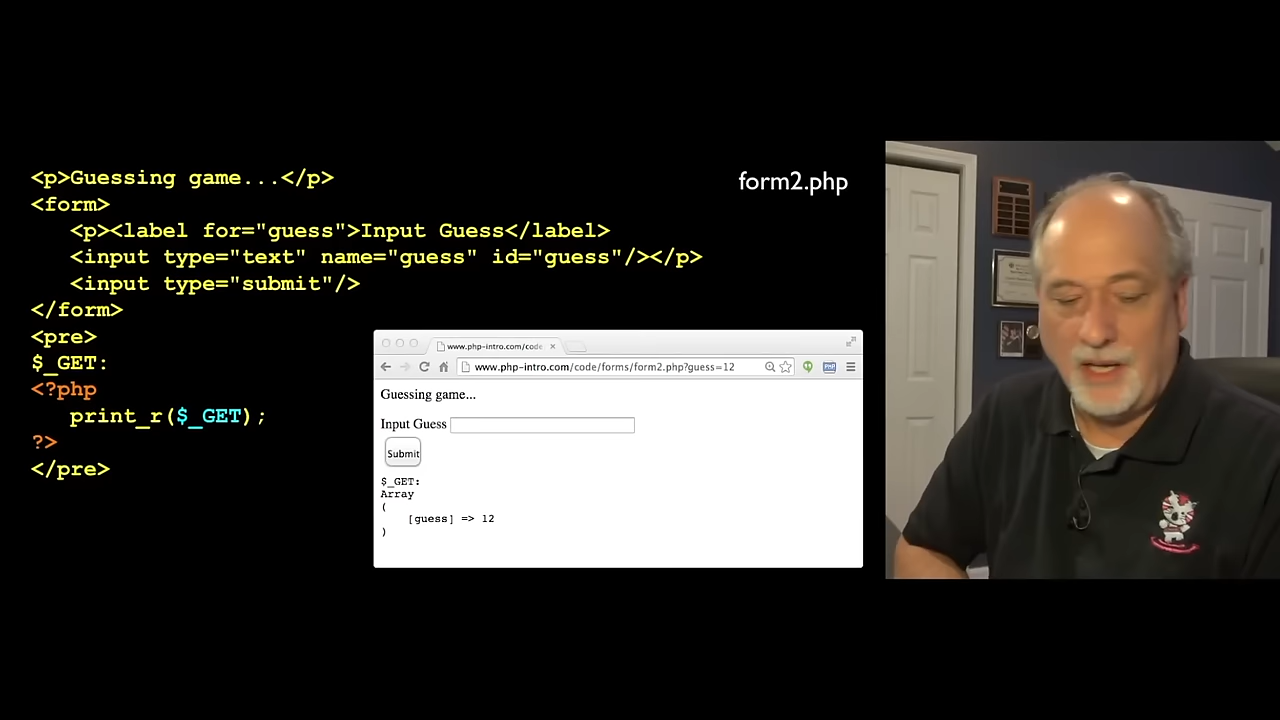 <p>Guessing game...</p>
<form>
<p><label for="guess">Input Guess</label>
<input type="text" name="guess" id="guess"/></p>
<input type="submit"/>
</form>
<pre>
$_GET:
<?php
print_r($_GET);
?>
</pre>
form2.php
www.php-intro.com/code
www.php-intro.com/code/forms/form2.php?guess=12
PHP
Guessing game...
Input Guess
Submit
$_GET:
Array
(
[guess] => 12
)